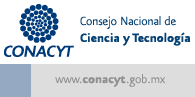 Consejo Nacional de
Ciencia y Tecnología
CONACYT
www.conacyt.gob.mx